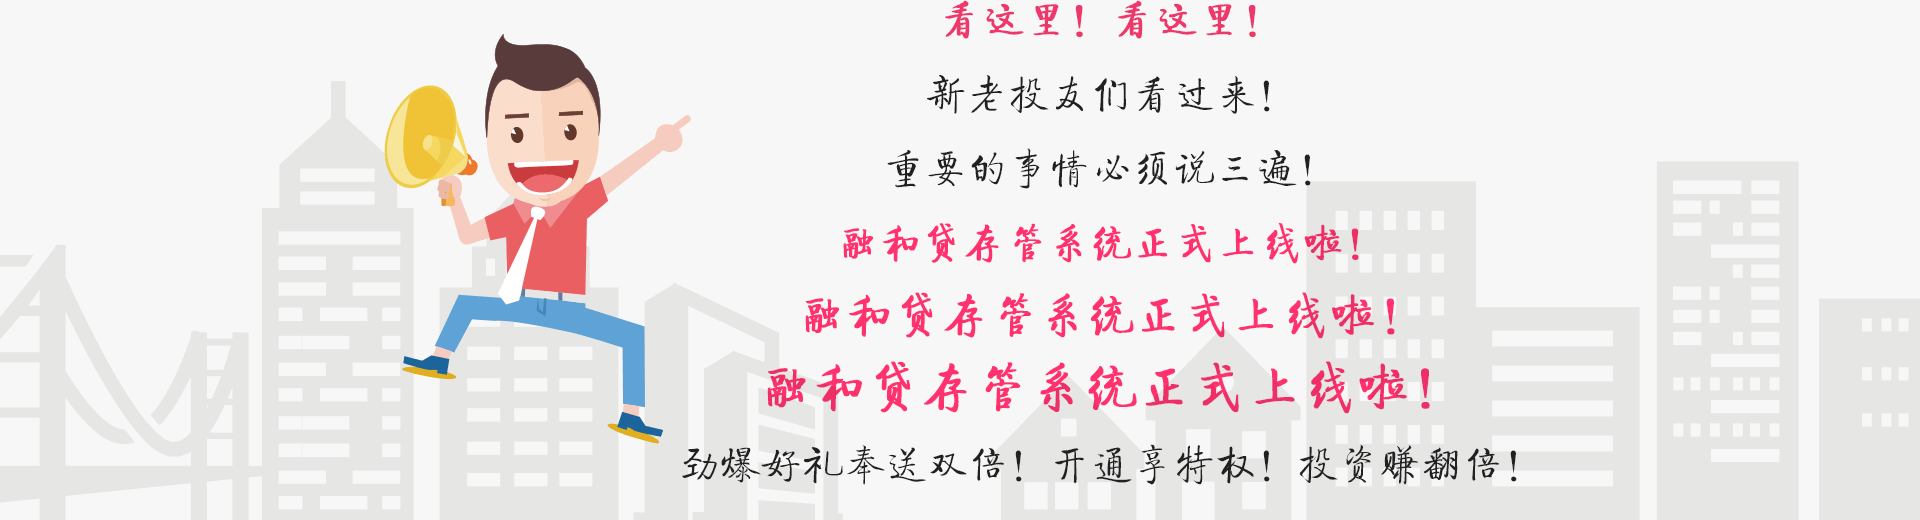 看这里！看这里！
新老投友们看过来！
重要的事情必须说三遍！
融和贷存管系统正式上线啦！
融和贷存管系统正式上线啦！
融和贷存管系统正式上线啦！
劲爆好礼奉送双倍！开通享特权！投资赚翻倍！